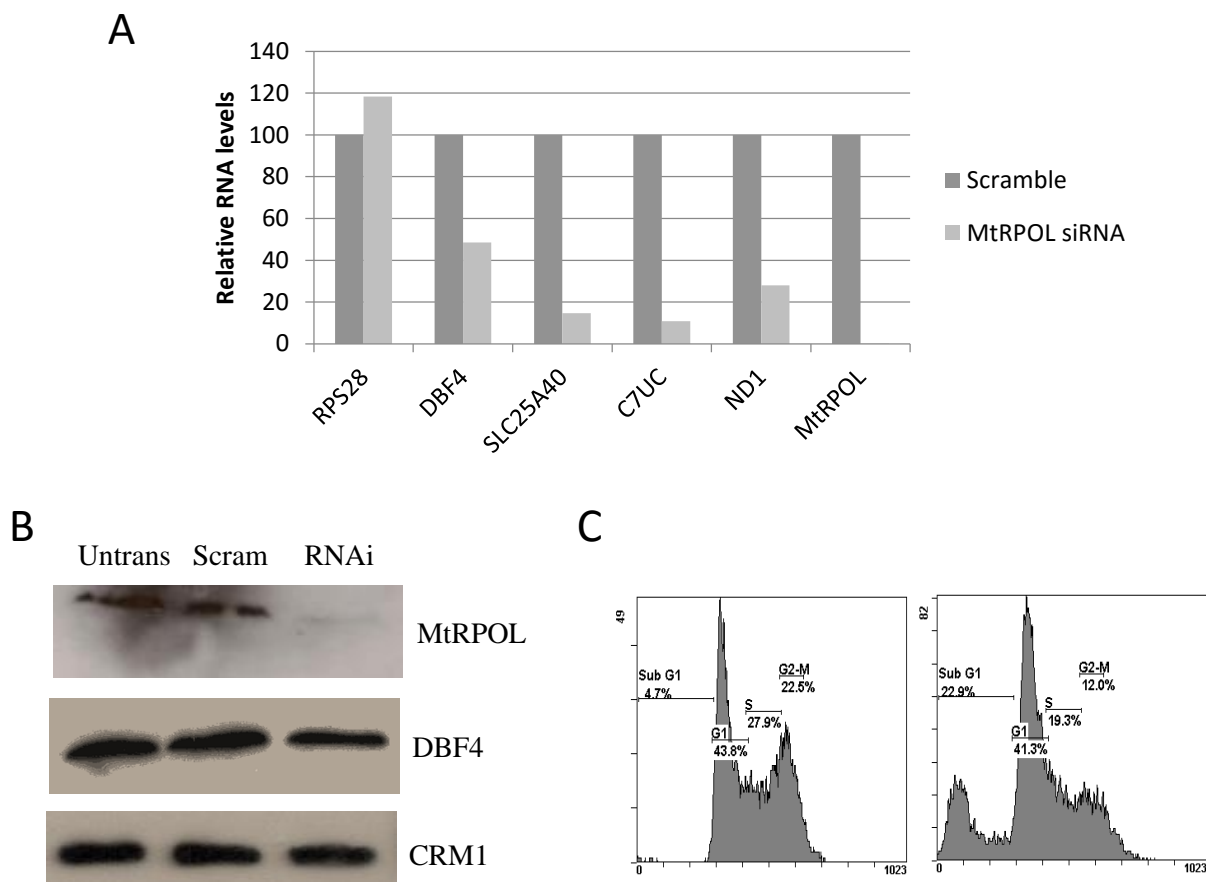 A
Relative RNA levels
140
120
100
80
60
40
20
0
RPS28
DBF4
SLC25A40
C7UC
ND1
MtRPOL
Scramble
MtRPOL siRNA
B
Untrans Scram RNAi
MtRPOL
DBF4
CRM1
C
49
Sub G1
4.7%
G1
43.8%
S
27.9%
G2-M
22.5%
0
1023
82
Sub G1
22.9%
G1
41.3%
S
19.3%
G2-M
12.0%
0
1023